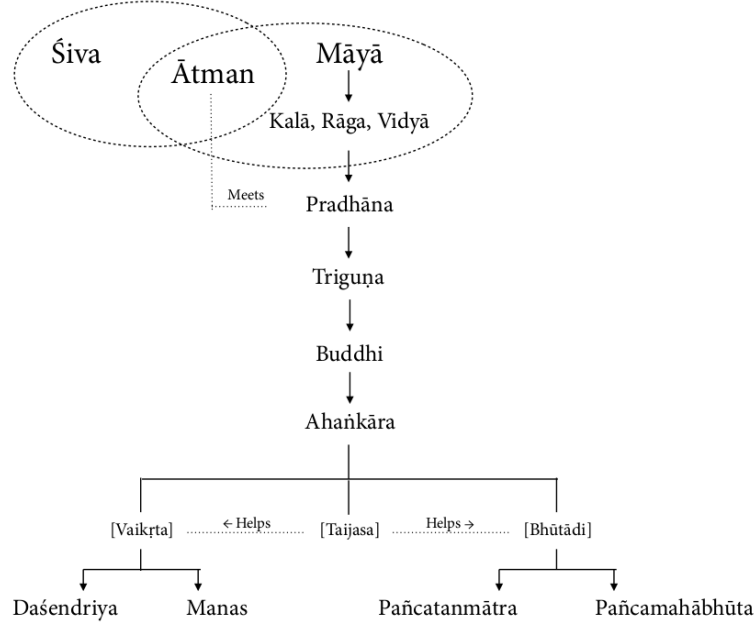 Śiva
Māyā
Ātman
Kalā, Rāga, Vidyā
Meets
Pradhāna
Triguṇa
Buddhi
Ahaṅkāra
[Vaikṛta] ← Helps [Taijasa] Helps → [Bhūtādi]
Daśendriya Manas Pañcatanmātra Pañcamahābhūta